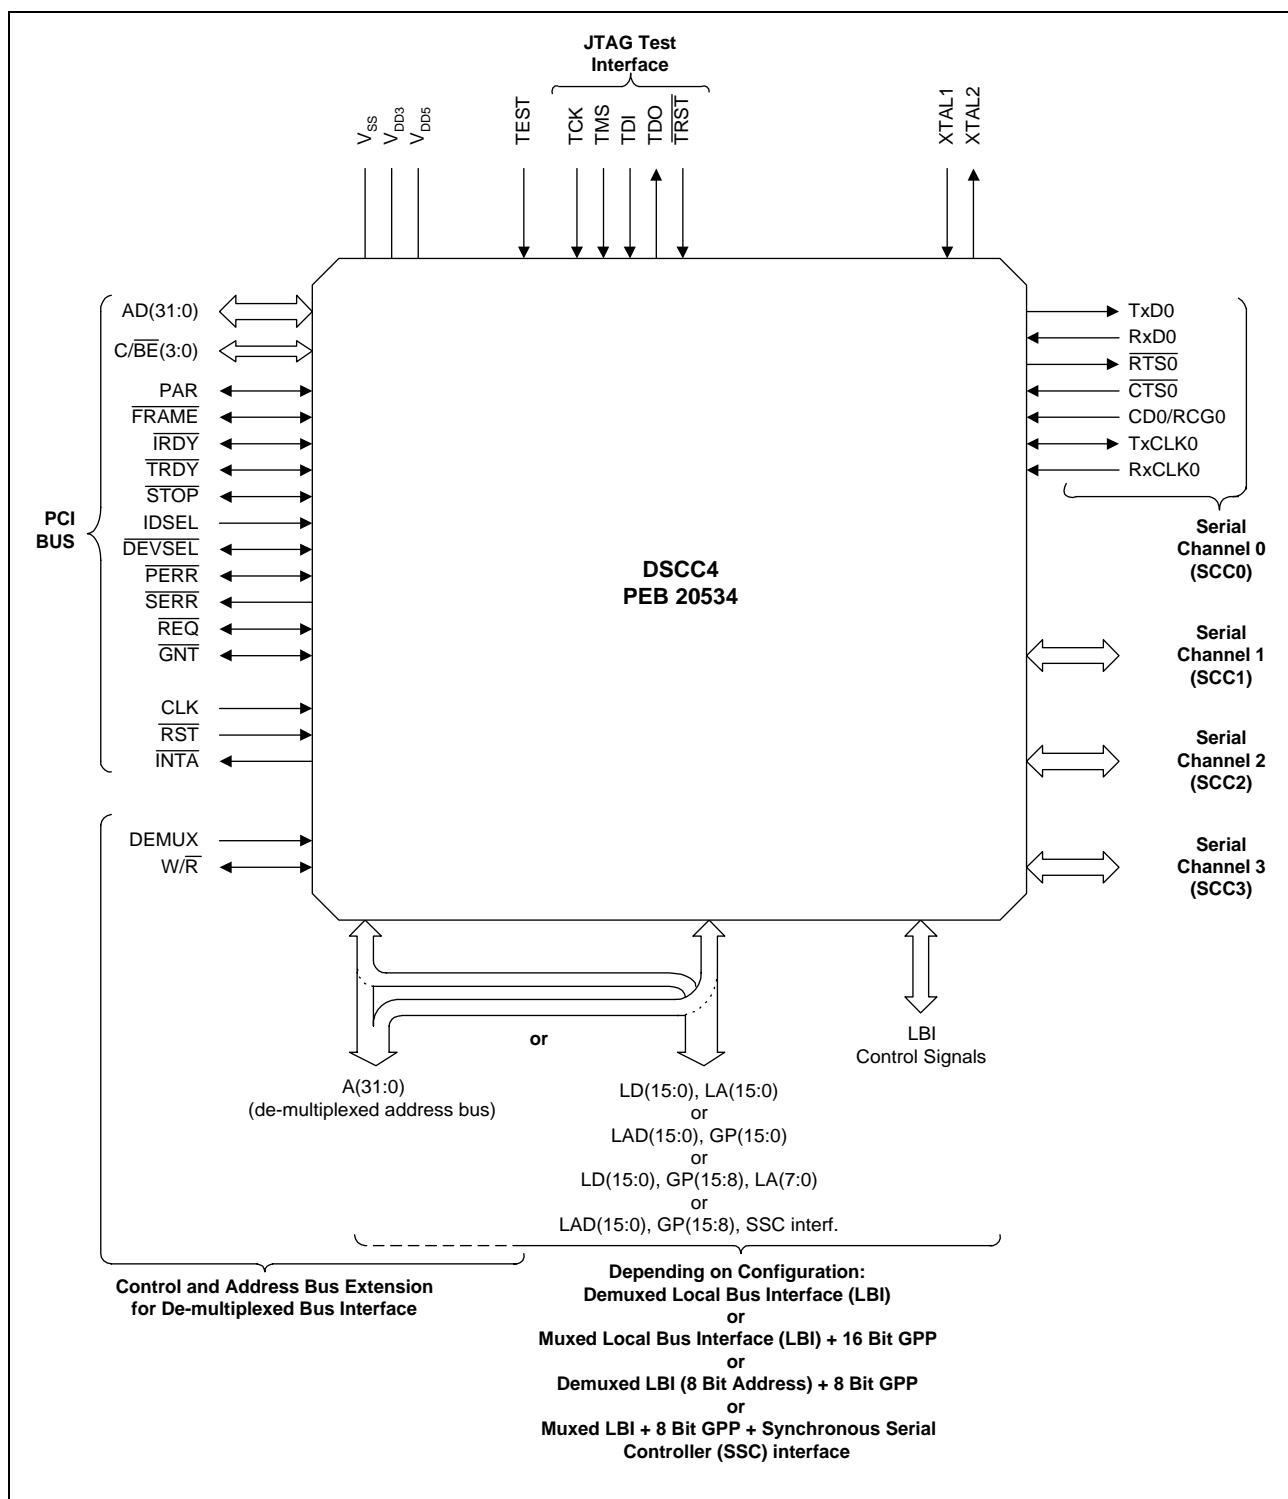 JTAG Test
Interface
VSS
VDD3
VDD5
TEST
TCK
TMS
TDI
TDO
TRST
XTAL1
XTAL2
AD(31:0)
C/BE(3:0)
PAR
FRAME
IRDY
TRDY
STOP
IDSEL
DEVSEL
PERR
SERR
REQ
GNT
CLK
RST
INTA
PCI
BUS
DEMUX
W/R
DSCC4
PEB 20534
TxD0
RxD0
RTS0
CTS0
CD0/RCG0
TxCLK0
RxCLK0
Serial
Channel 0
(SCC0)
Serial
Channel 1
(SCC1)
Serial
Channel 2
(SCC2)
Serial
Channel 3
(SCC3)
or
LBI
Control Signals
A(31:0)
(de-multiplexed address bus)
LD(15:0), LA(15:0)
or
LAD(15:0), GP(15:0)
or
LD(15:0), GP(15:8), LA(7:0)
or
LAD(15:0), GP(15:8), SSC interf.
Control and Address Bus Extension
for De-multiplexed Bus Interface
Depending on Configuration:
Demuxed Local Bus Interface (LBI)
or
Muxed Local Bus Interface (LBI) + 16 Bit GPP
or
Demuxed LBI (8 Bit Address) + 8 Bit GPP
or
Muxed LBI + 8 Bit GPP + Synchronous Serial
Controller (SSC) interface